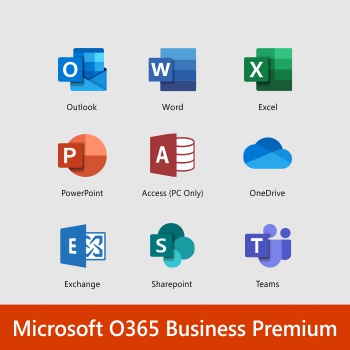 O
W
X
Outlook
Word
Excel
P
A
PowerPoint
Access (PC Only)
OneDrive
E
S
T
Exchange
Sharepoint
Teams
Microsoft O365 Business Premium